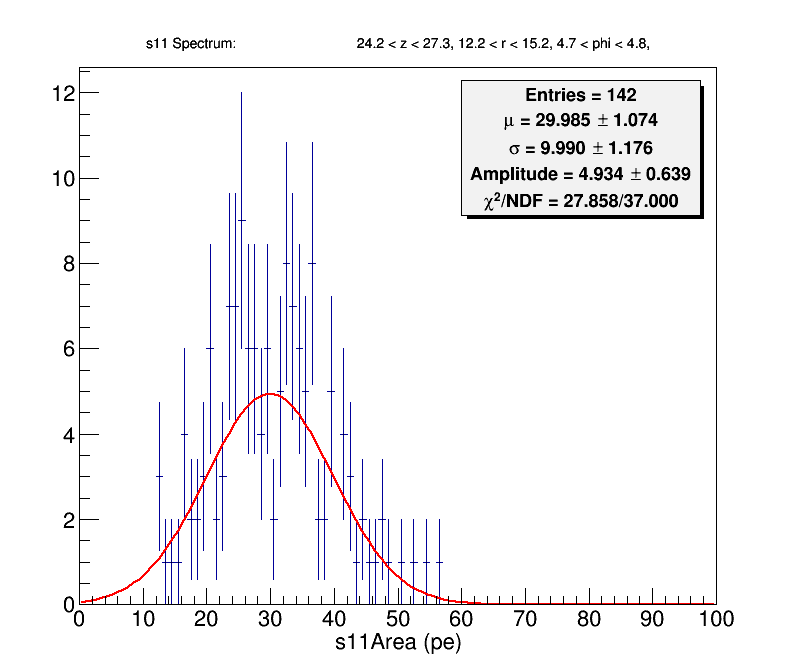 s11 Spectrum: 24.2 < z < 27.3, 12.2 < r < 15.2, 4.7 < phi < 4.8,
Entries = 142
μ = 29.985 ± 1.074
σ = 9.990 ± 1.176
Amplitude = 4.934 ± 0.639
χ²/NDF = 27.858/37.000
12
10
8
6
4
2
0
0 10 20 30 40 50 60 70 80 90 100
s11Area (pe)